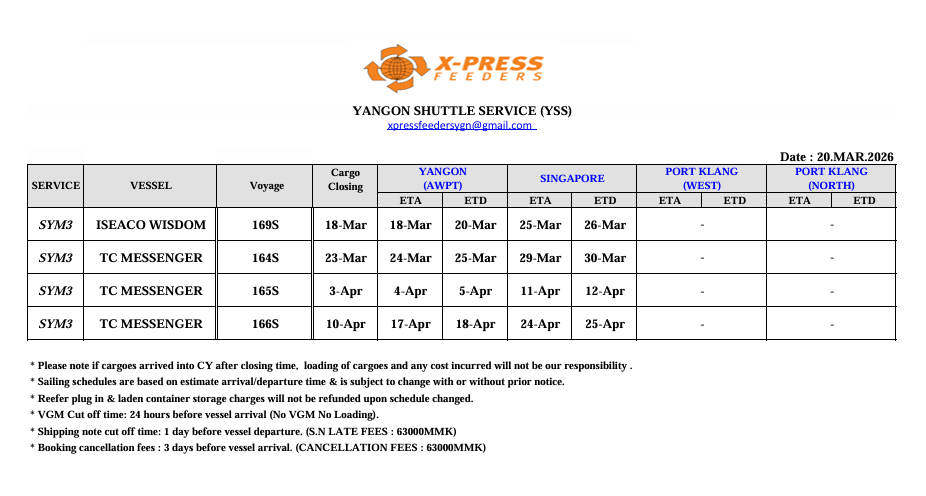 X-PRESS
FEEDERS
YANGON SHUTTLE SERVICE (YSS)
xpressfeedersygn@gmail.com
Date : 20.MAR.2026
SERVICE VESSEL Voyage Cargo Closing YANGON (AWPT) SINGAPORE PORT KLANG (WEST) PORT KLANG (NORTH)
ETA ETD ETA ETD ETA ETD ETA ETD
SYM3 ISEACO WISDOM 169S 18-Mar 18-Mar 20-Mar 25-Mar 26-Mar - -
SYM3 TC MESSENGER 164S 23-Mar 24-Mar 25-Mar 29-Mar 30-Mar - -
SYM3 TC MESSENGER 165S 3-Apr 4-Apr 5-Apr 11-Apr 12-Apr - -
SYM3 TC MESSENGER 166S 10-Apr 17-Apr 18-Apr 24-Apr 25-Apr - -
* Please note if cargoes arrived into CY after closing time, loading of cargoes and any cost incurred will not be our responsibility .
* Sailing schedules are based on estimate arrival/departure time & is subject to change with or without prior notice.
* Reefer plug in & laden container storage charges will not be refunded upon schedule changed.
* VGM Cut off time: 24 hours before vessel arrival (No VGM No Loading).
* Shipping note cut off time: 1 day before vessel departure. (S.N LATE FEES : 63000MMK)
* Booking cancellation fees : 3 days before vessel arrival. (CANCELLATION FEES : 63000MMK)